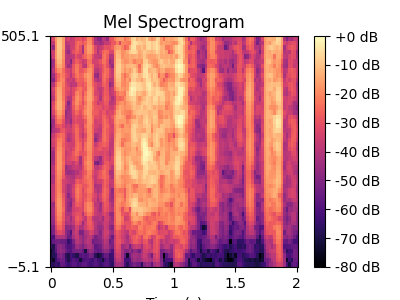 Mel Spectrogram
505.1
−5.1
0
0.5
1
1.5
2
+0 dB
-10 dB
-20 dB
-30 dB
-40 dB
-50 dB
-60 dB
-70 dB
-80 dB